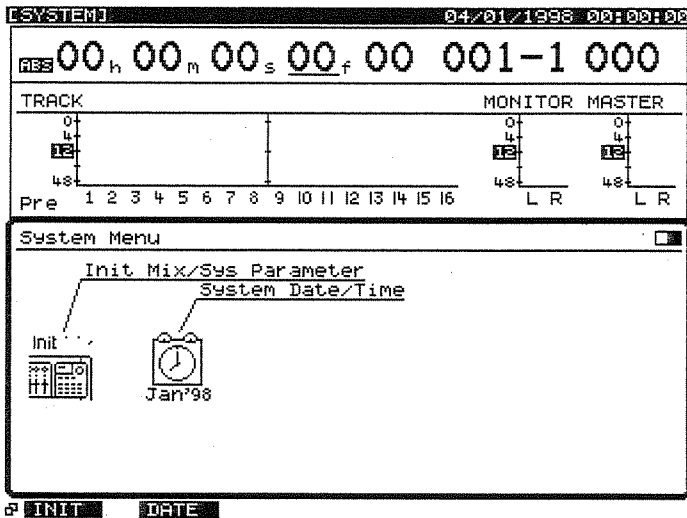 [SYSTEM] 04/01/1998 00:00:00
ABS 00h 00m 00s 00f 00 001-1 000
TRACK MONITOR MASTER
0 0 0
4 4 4
12 12 12
48 48 48
Pre 1 2 3 4 5 6 7 8 9 10 11 12 13 14 15 16 L R L R
System Menu
Init Mix/Sys Parameter
System Date/Time
Init
Jan'98
INIT DATE